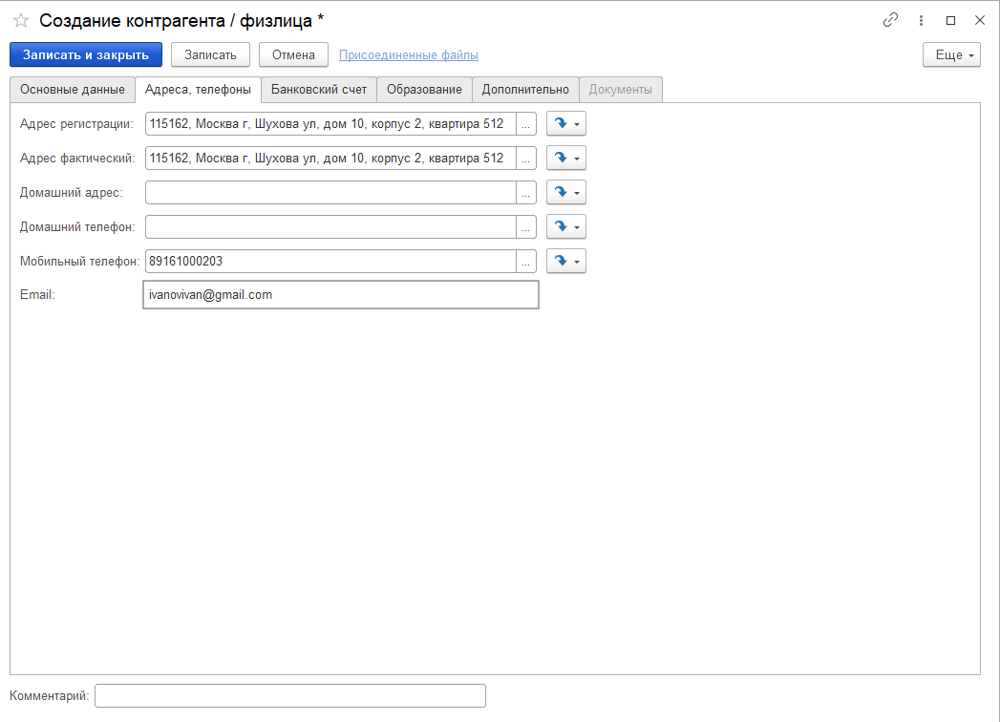 Создание контрагента / физлица *
Записать и закрыть Записать Отмена Присоединенные файлы Еще
Основные данные Адреса, телефоны Банковский счет Образование Дополнительно Документы
Адрес регистрации: 115162, Москва г, Шухова ул, дом 10, корпус 2, квартира 512 ...
Адрес фактический: 115162, Москва г, Шухова ул, дом 10, корпус 2, квартира 512 ...
Домашний адрес: ...
Домашний телефон: ...
Мобильный телефон: 89161000203 ...
Email: ivanovivan@gmail.com
Комментарий: